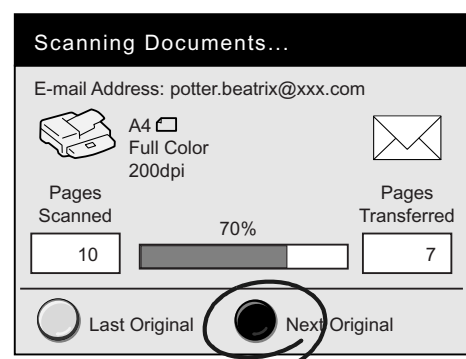 Scanning Documents...
E-mail Address: potter.beatrix@xxx.com
A4
Full Color
200dpi
Pages
Scanned
10
70%
Pages
Transferred
7
Last Original
Next Original